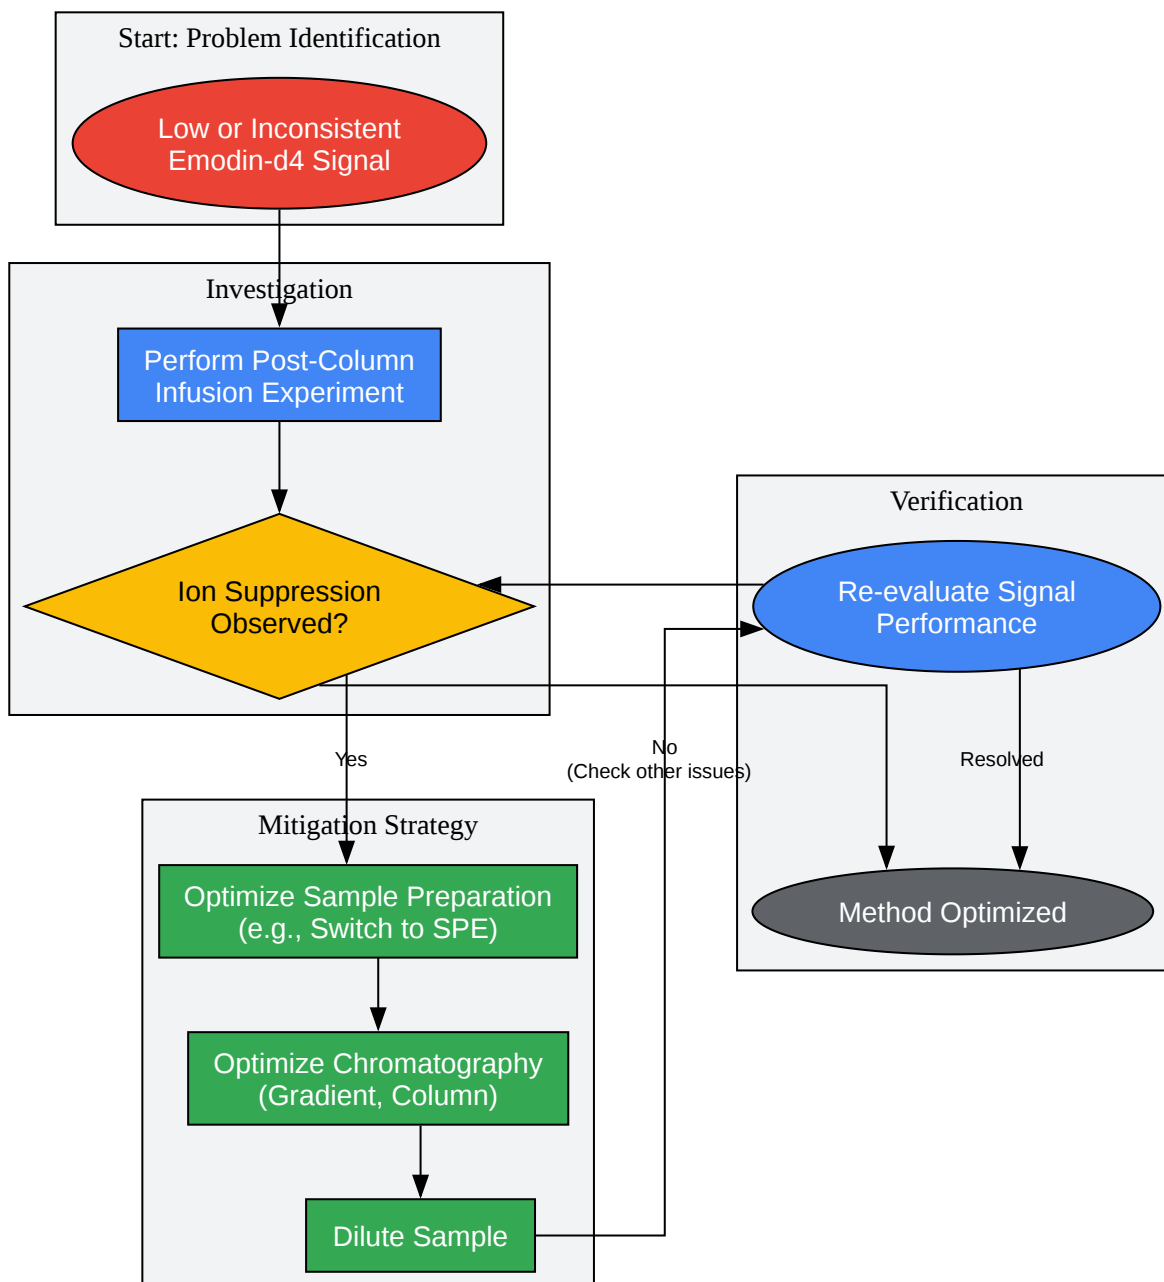 Start: Problem Identification
Low or Inconsistent
Emodin-d4 Signal
Investigation
Perform Post-Column
Infusion Experiment
Ion Suppression
Observed?
Verification
Re-evaluate Signal
Performance
Yes
No
(Check other issues)
Resolved
Mitigation Strategy
Optimize Sample Preparation
(e.g., Switch to SPE)
Method Optimized
Optimize Chromatography
(Gradient, Column)
Dilute Sample